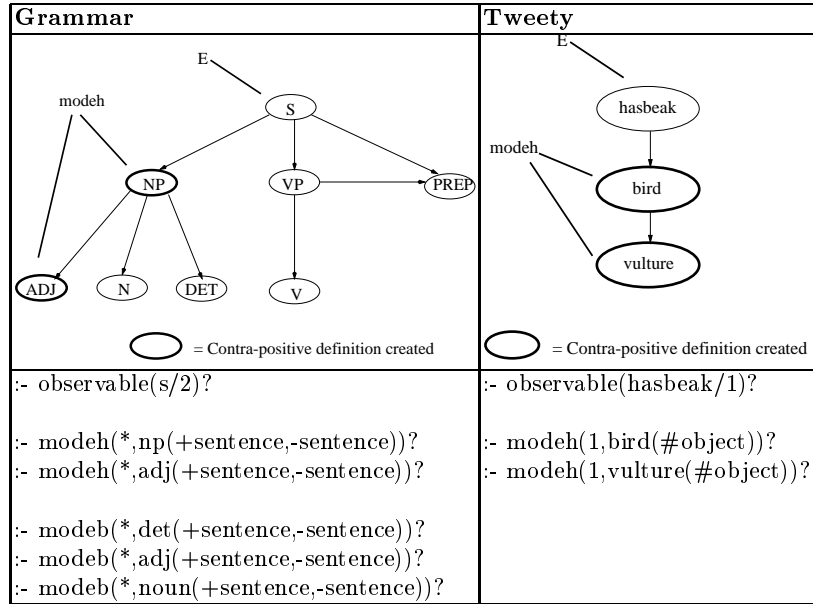 Grammar
E
S
modeh
NP
VP
PREP
ADJ
N
DET
V
= Contra-positive definition created
:- observable(s/2)?
:- modeh(*,np(+sentence,-sentence))?
:- modeh(*,adj(+sentence,-sentence))?
:- modeb(*,det(+sentence,-sentence))?
:- modeb(*,adj(+sentence,-sentence))?
:- modeb(*,noun(+sentence,-sentence))?
Tweety
E
hasbeak
modeh
bird
vulture
= Contra-positive definition created
:- observable(hasbeak/1)?
:- modeh(1,bird(#object))?
:- modeh(1,vulture(#object))?